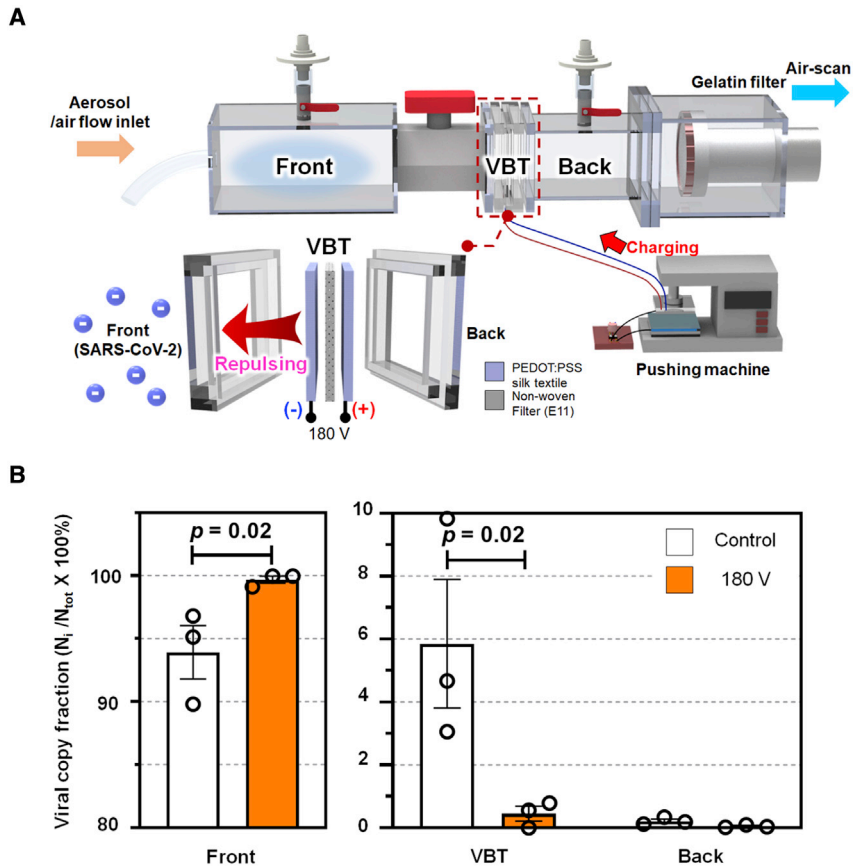 A
Aerosol
/air flow inlet
Front
VBT
Back
Gelatin filter
Air-scan
Charging
VBT
Front
(SARS-CoV-2)
Repulsing
Back
(-)
(+)
180 V
PEDOT:PSS
silk textile
Non-woven
Filter (E11)
Pushing machine
B
Viral copy fraction (Ni /Ntot X 100%)
100
90
80
p = 0.02
Front
10
8
6
4
2
0
p = 0.02
Control
180 V
VBT
Back